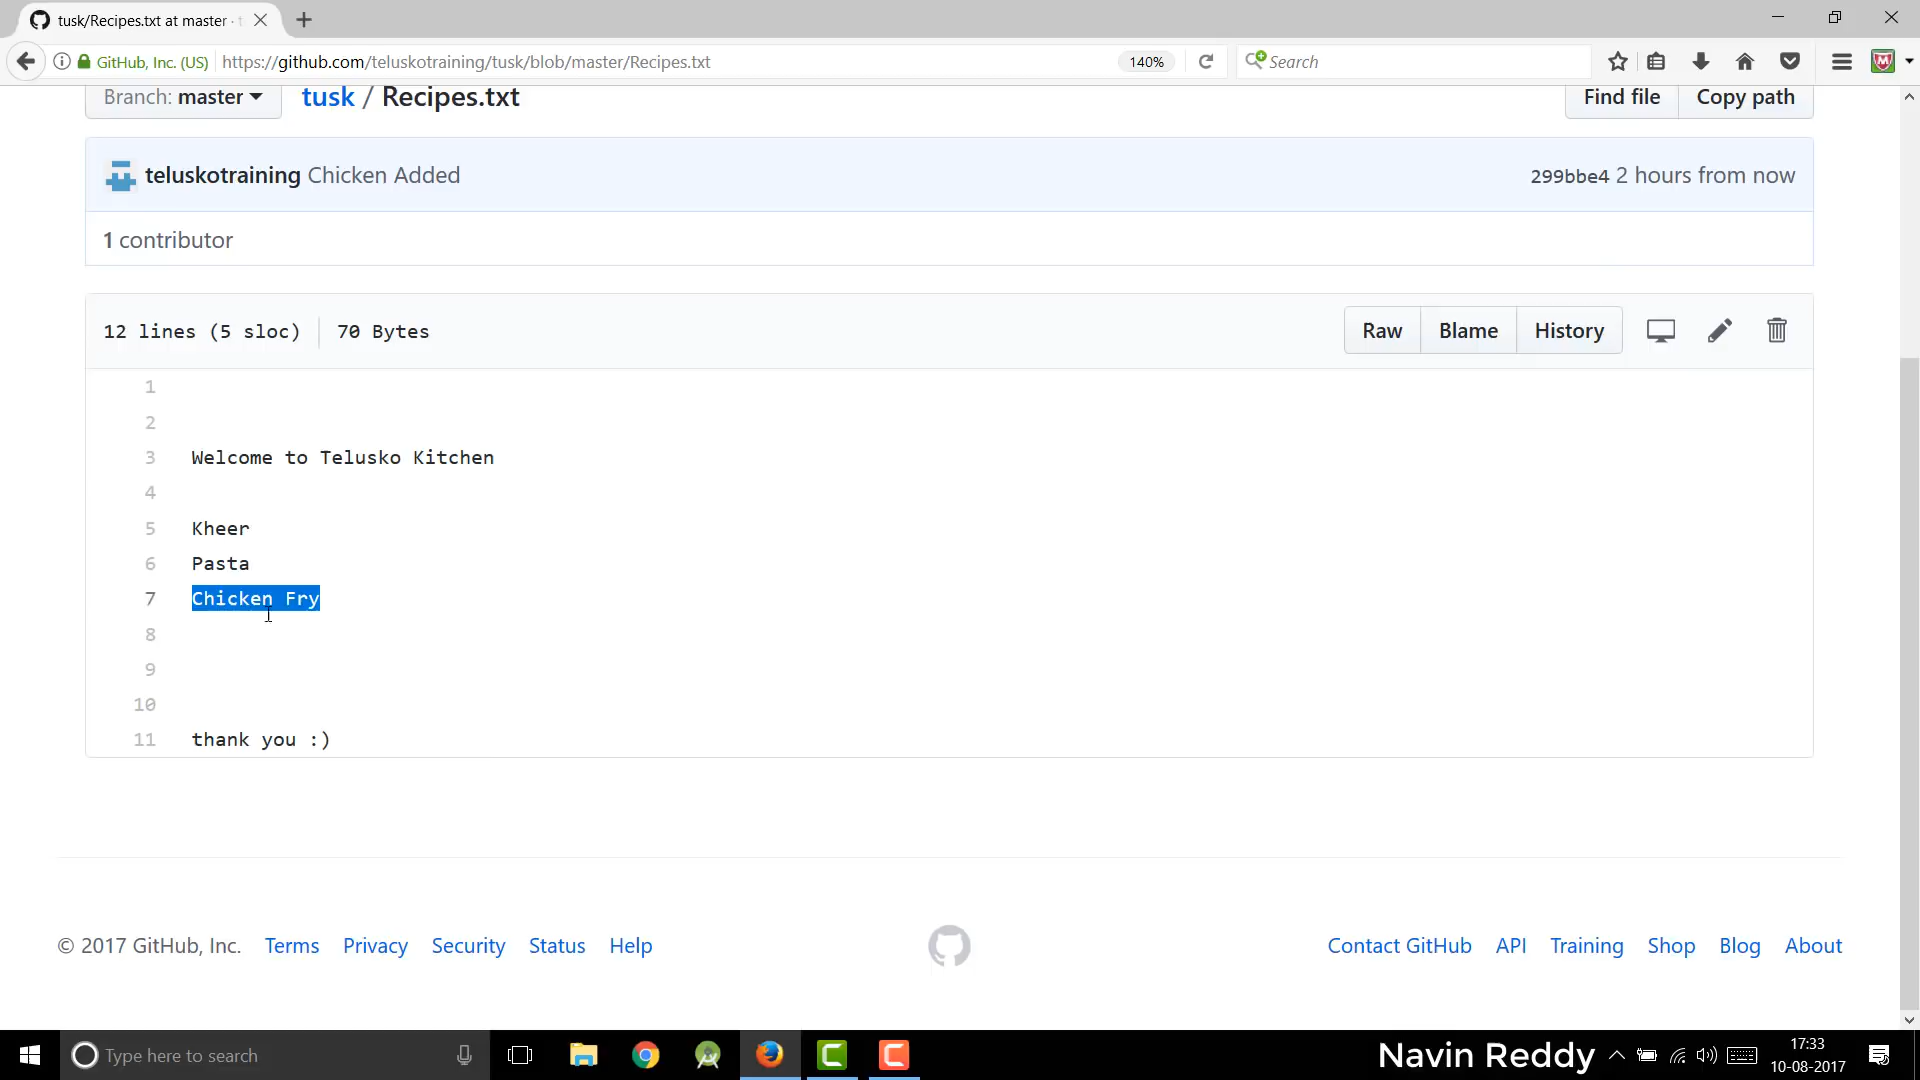 tusk/Recipes.txt at master · t
GitHub, Inc. (US) https://github.com/teluskotraining/tusk/blob/master/Recipes.txt 140% Search
Branch: master tusk / Recipes.txt Find file Copy path
teluskotraining Chicken Added 299bbe4 2 hours from now
1 contributor
12 lines (5 sloc) 70 Bytes Raw Blame History
1
2
3 Welcome to Telusko Kitchen
4
5 Kheer
6 Pasta
7 Chicken Fry
8
9
10
11 thank you :)
© 2017 GitHub, Inc. Terms Privacy Security Status Help Contact GitHub API Training Shop Blog About
Type here to search Navin Reddy 17:33
10-08-2017